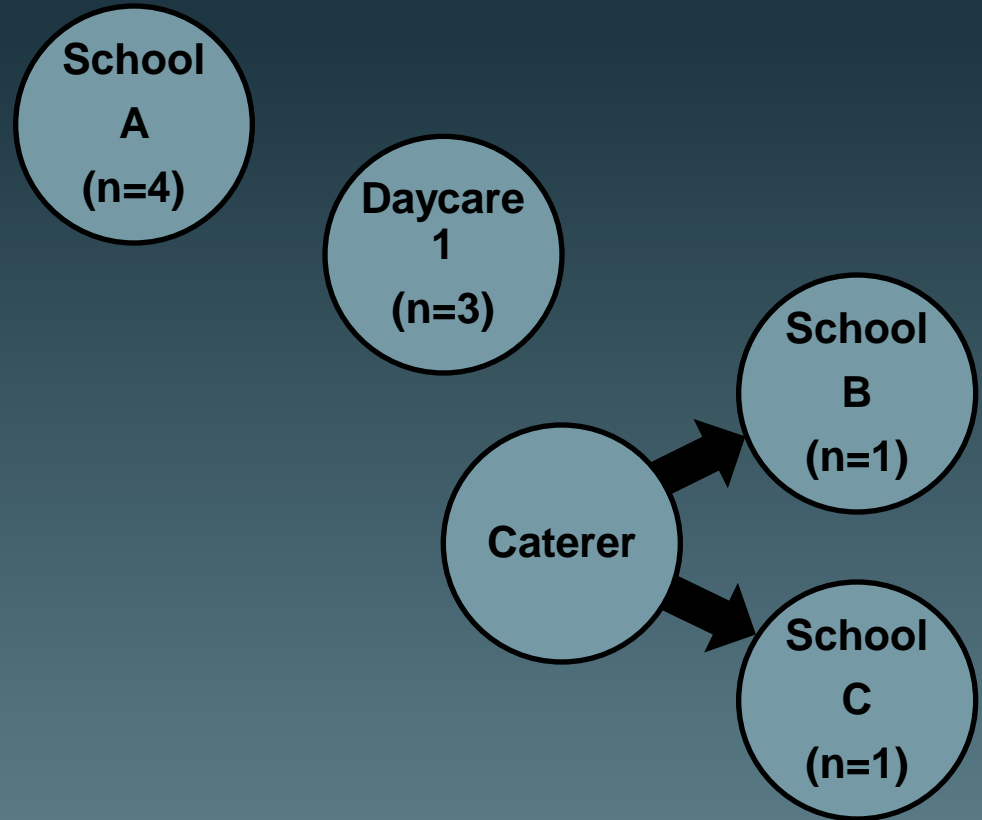 School
A
(n=4)
Daycare
1
(n=3)
School
B
(n=1)
Caterer
School
C
(n=1)